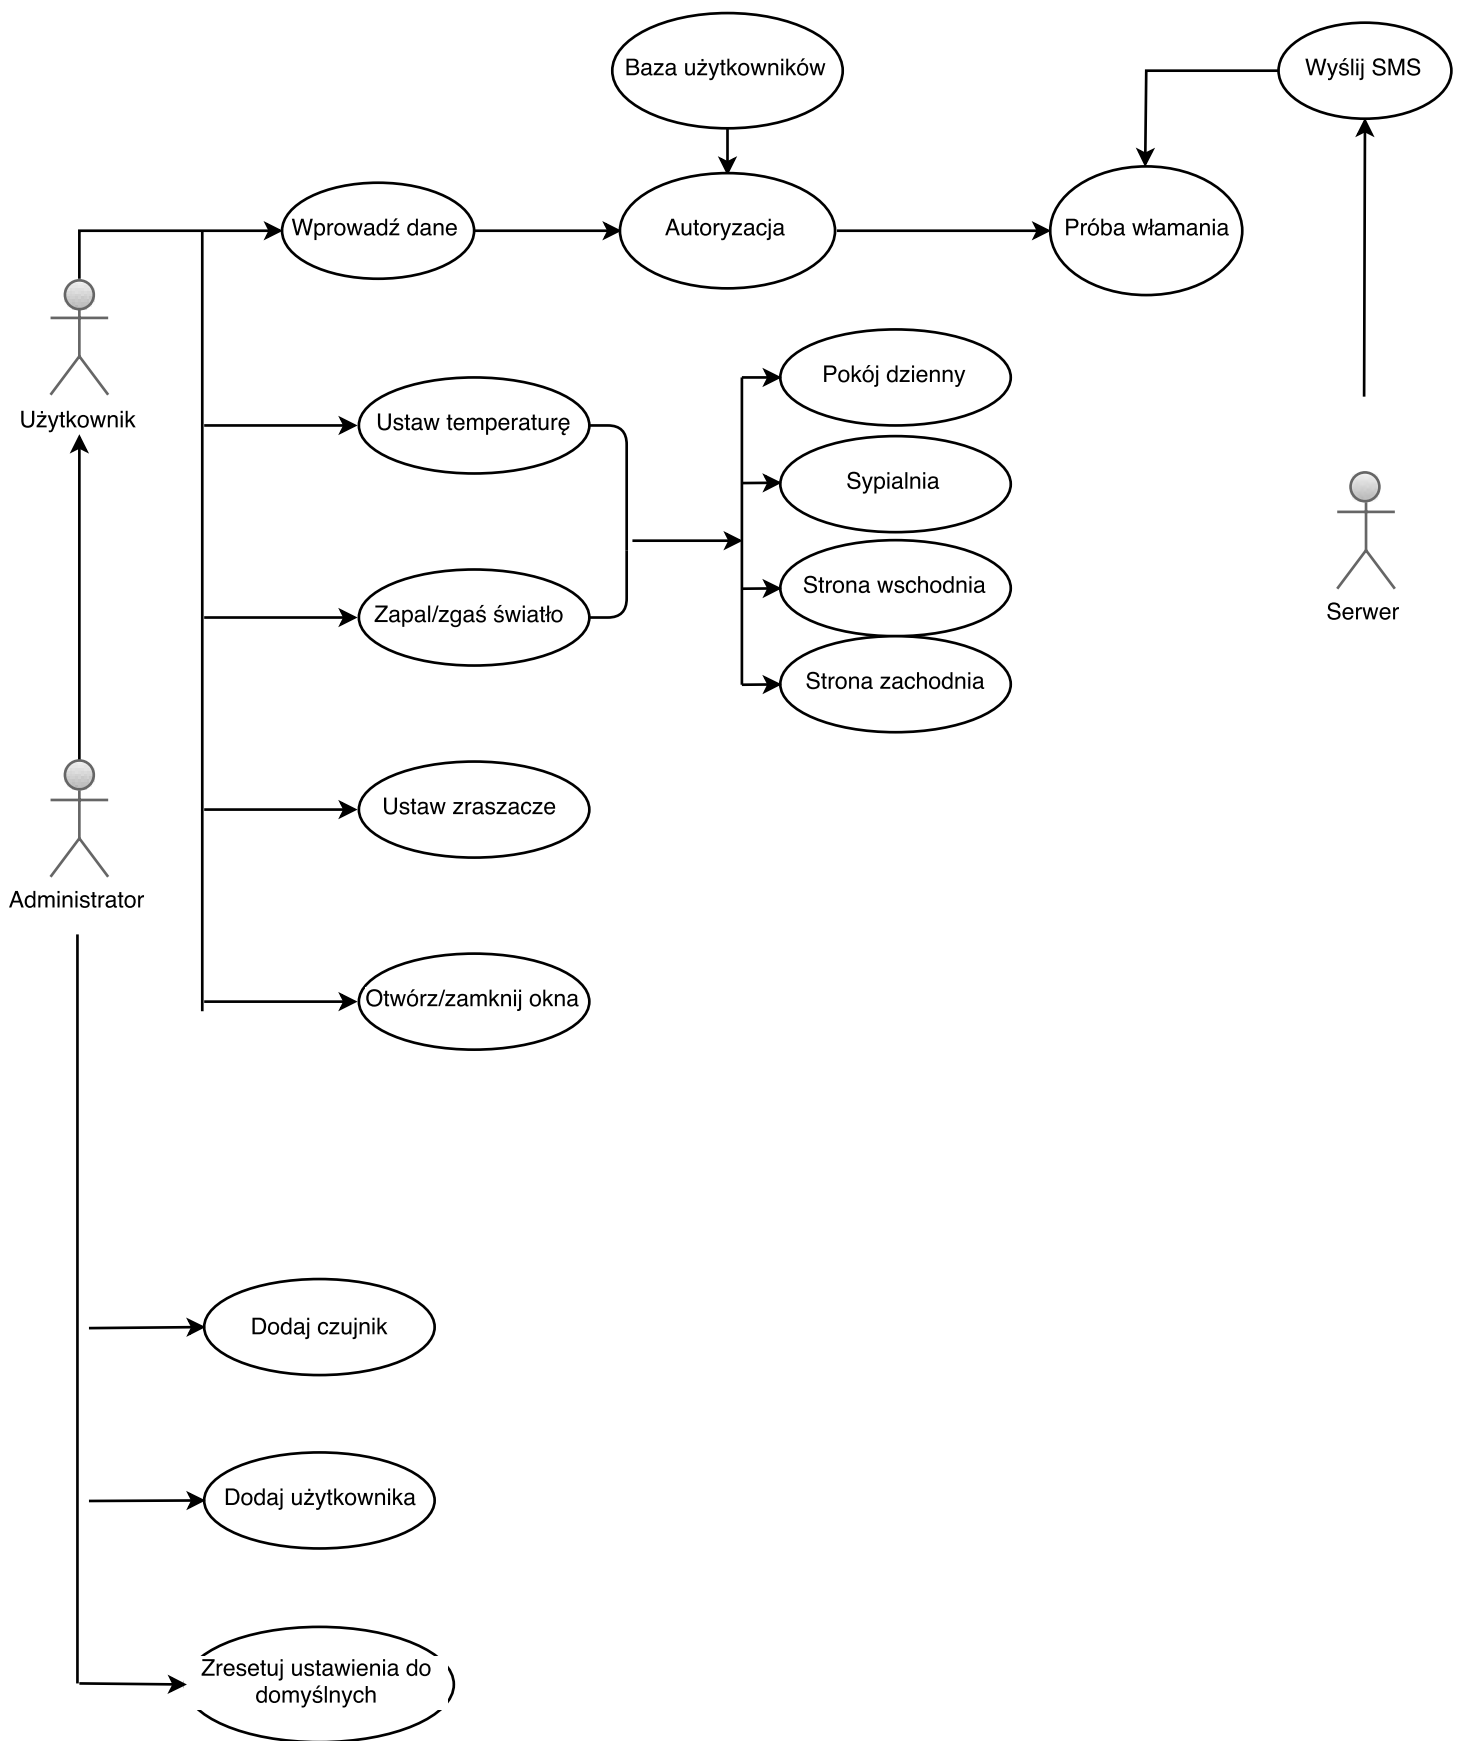 Baza użytkowników
Wyślij SMS
Wprowadź dane
Autoryzacja
Próba włamania
Użytkownik
Ustaw temperaturę
Pokój dzienny
Sypialnia
Zapal/zgaś światło
Strona wschodnia
Strona zachodnia
Serwer
Ustaw zraszacze
Administrator
Otwórz/zamknij okna
Dodaj czujnik
Dodaj użytkownika
Zresetuj ustawienia do
domyślnych